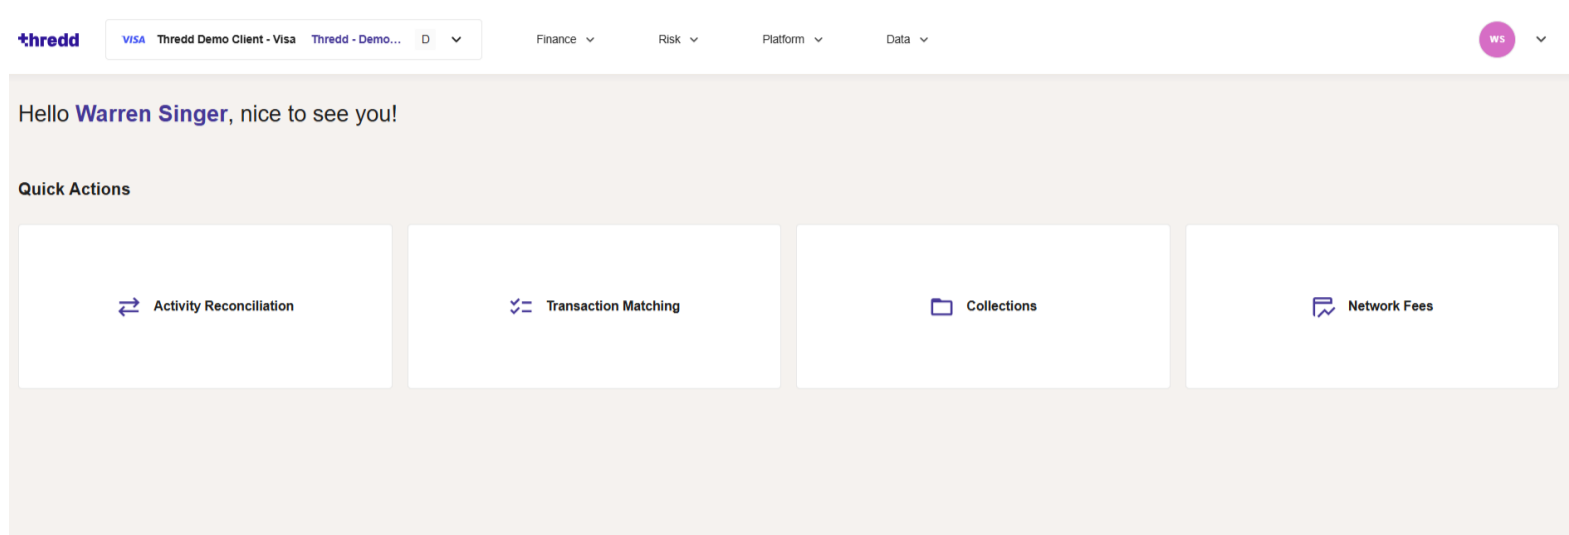 thredd VISA Thredd Demo Client - Visa Thredd - Demo... D Finance Risk Platform Data WS
Hello Warren Singer, nice to see you!
Quick Actions
Activity Reconciliation Transaction Matching Collections Network Fees